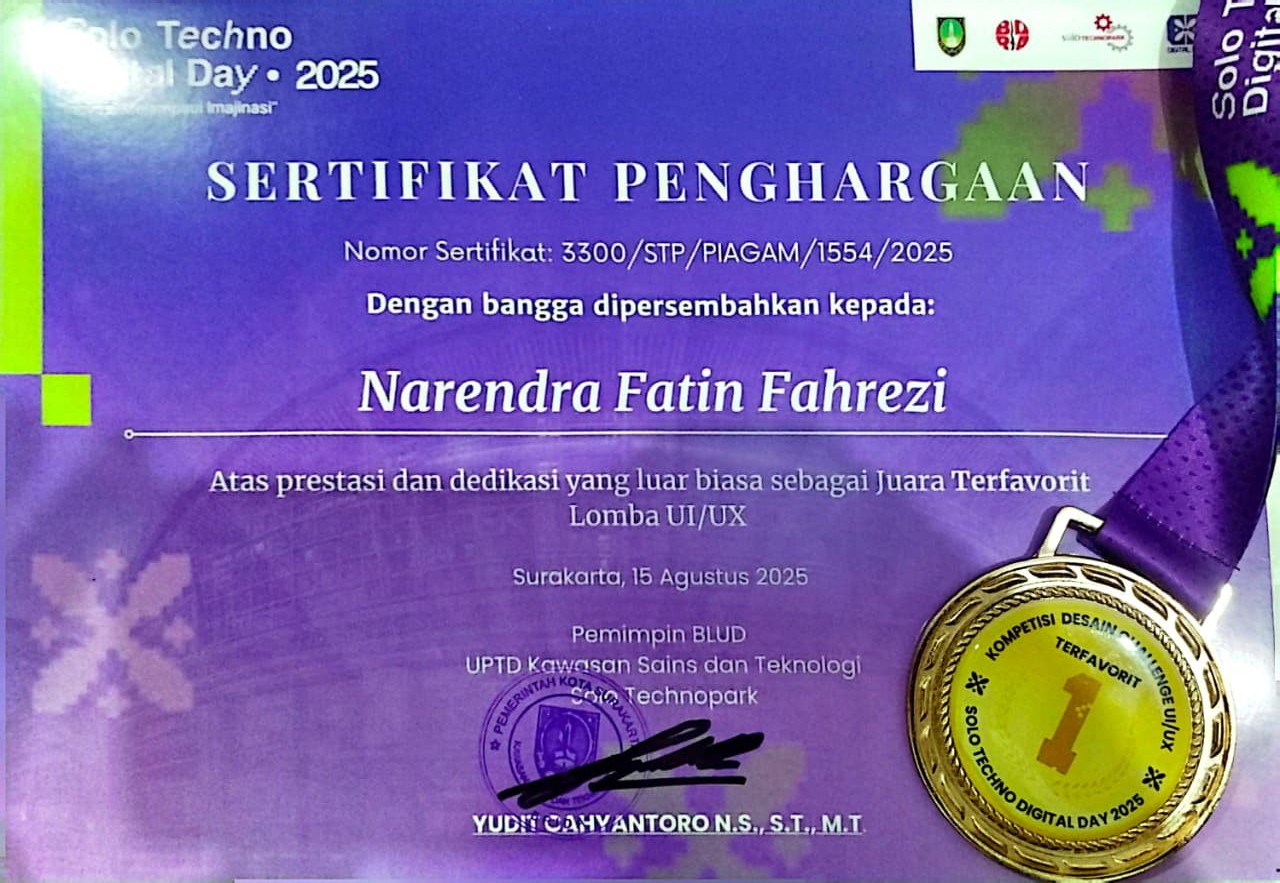 Solo Techno
Digital Day • 2025
Imajinasi"
solo TECHNOPARK
Solo T
Digital
SERTIFIKAT PENGHARGAAN
Nomor Sertifikat: 3300/STP/PIAGAM/1554/2025
Dengan bangga dipersembahkan kepada:
Narendra Fatin Fahrezi
Atas prestasi dan dedikasi yang luar biasa sebagai Juara Terfavorit
Lomba UI/UX
Surakarta, 15 Agustus 2025
Pemimpin BLUD
UPTD Kawasan Sains dan Teknologi
Solo Technopark
PEMERINTAH KOTA SURAKARTA
YUDIT CAHYANTORO N.S., S.T., M.T.
KOMPETISI DESAIN CHALLENGE UI/UX
TERFAVORIT
1
SOLO TECHNO DIGITAL DAY 2025